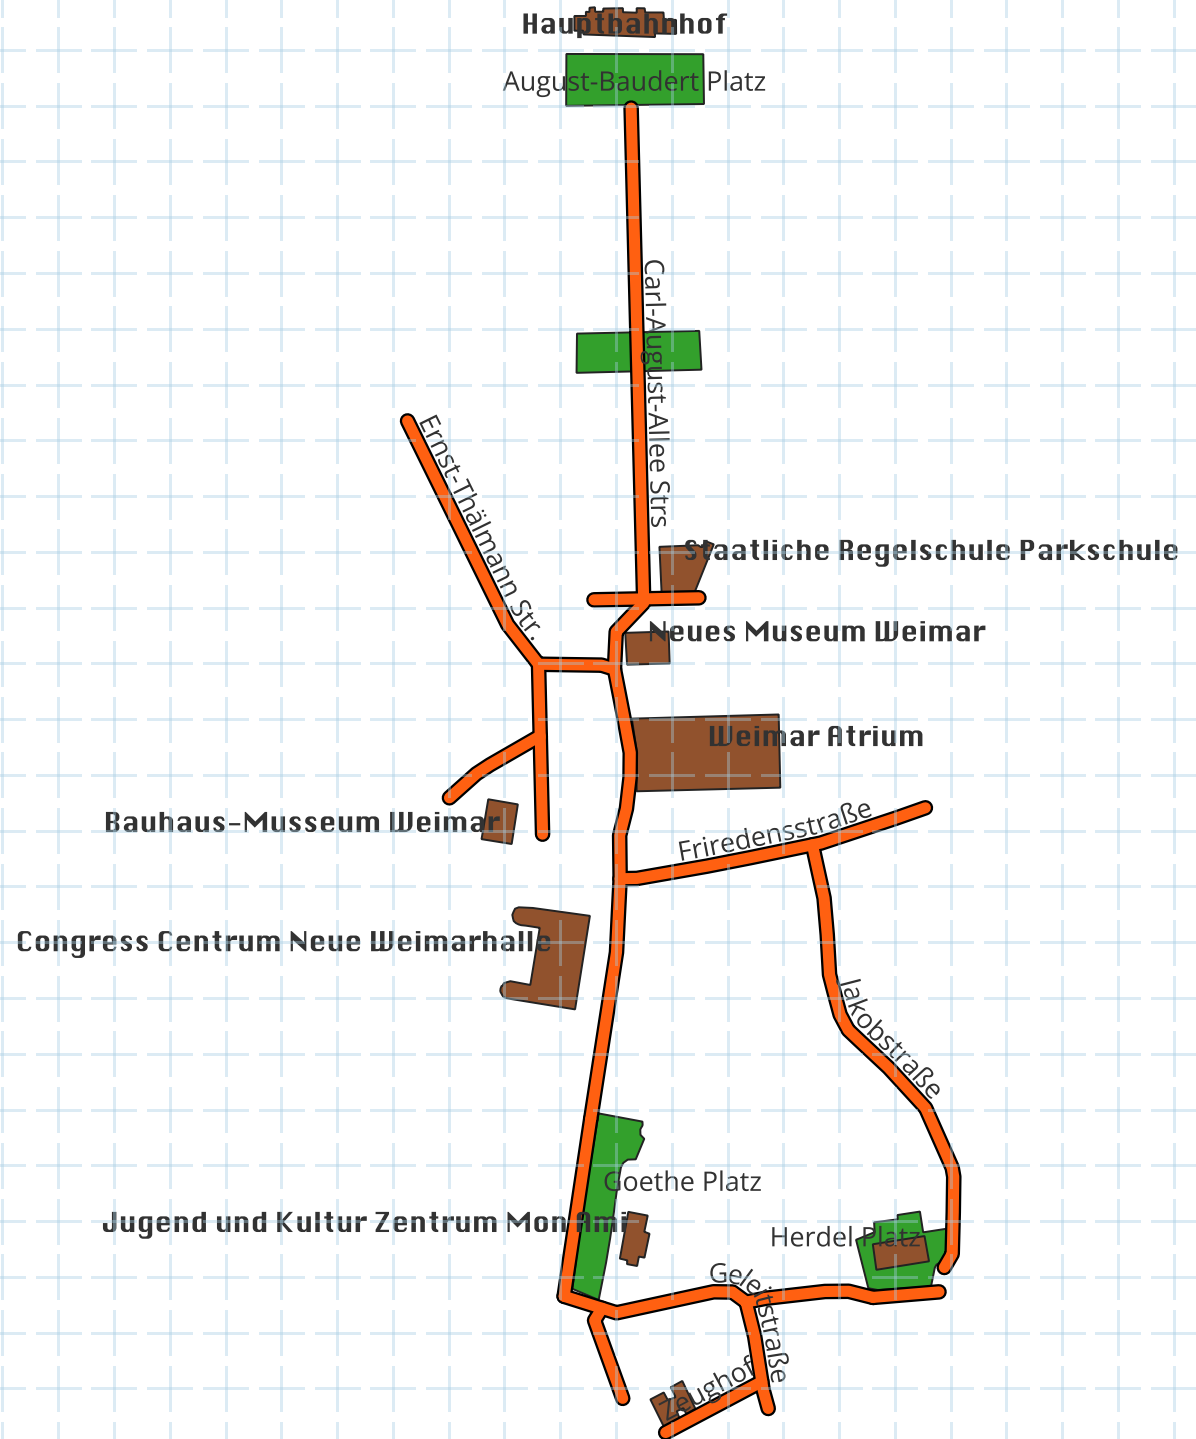 Hauptbahnhof
August-Baudert Platz
Carl-August-Allee Strs
Ernst-Thälmann Str.
Staatliche Regelschule Parkschule
Neues Museum Weimar
Weimar Atrium
Bauhaus-Musseum Weimar
Friredensstraße
Congress Centrum Neue Weimarhalle
Jakobstraße
Goethe Platz
Jugend und Kultur Zentrum Mon Ami
Herdel Platz
Geleitstraße
Zeughof